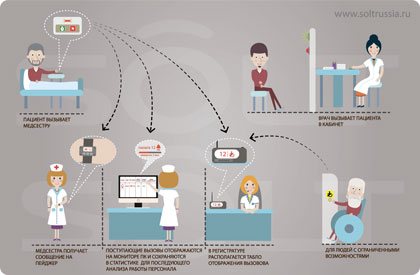 www.soltrussia.ru
ПАЦИЕНТ ВЫЗЫВАЕТ
МЕДСЕСТРУ
ВРАЧ ВЫЗЫВАЕТ ПАЦИЕНТА
В КАБИНЕТ
12
МЕДСЕСТРА ПОЛУЧАЕТ
СООБЩЕНИЕ НА
ПЕЙДЖЕР
ПОСТУПАЮЩИЕ ВЫЗОВЫ ОТОБРАЖАЮТСЯ
НА МОНИТОРЕ ПК И СОХРАНЯЮТСЯ
В СТАТИСТИКЕ ДЛЯ ПОСЛЕДУЮЩЕГО
АНАЛИЗА РАБОТЫ ПЕРСОНАЛА
В РЕГИСТРАТУРЕ
РАСПОЛАГАЕТСЯ ТАБЛО
ОТОБРАЖЕНИЯ ВЫЗОВОВ
ДЛЯ ЛЮДЕЙ С ОГРАНИЧЕННЫМИ
ВОЗМОЖНОСТЯМИ